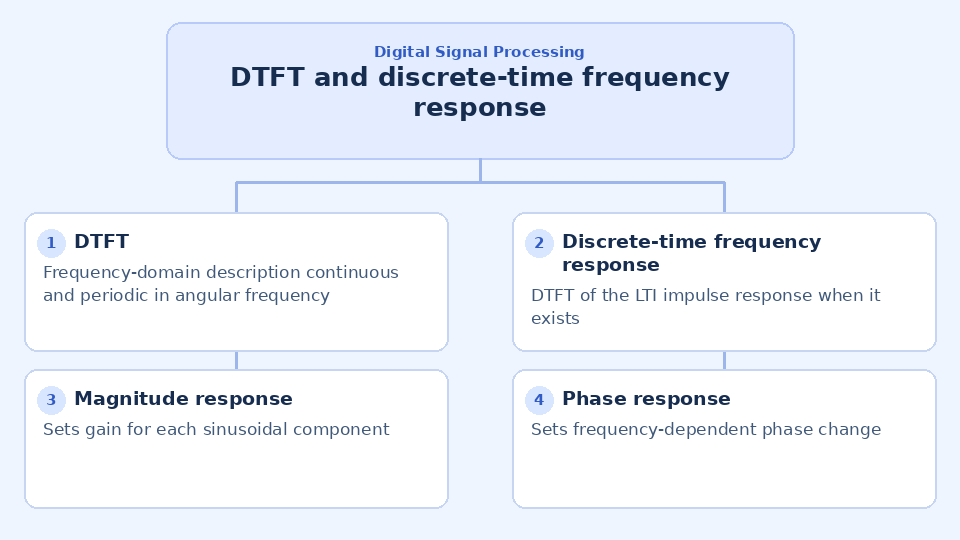 Digital Signal Processing
DTFT and discrete-time frequency
response
1 DTFT
Frequency-domain description continuous
and periodic in angular frequency
2 Discrete-time frequency
response
DTFT of the LTI impulse response when it
exists
3 Magnitude response
Sets gain for each sinusoidal component
4 Phase response
Sets frequency-dependent phase change